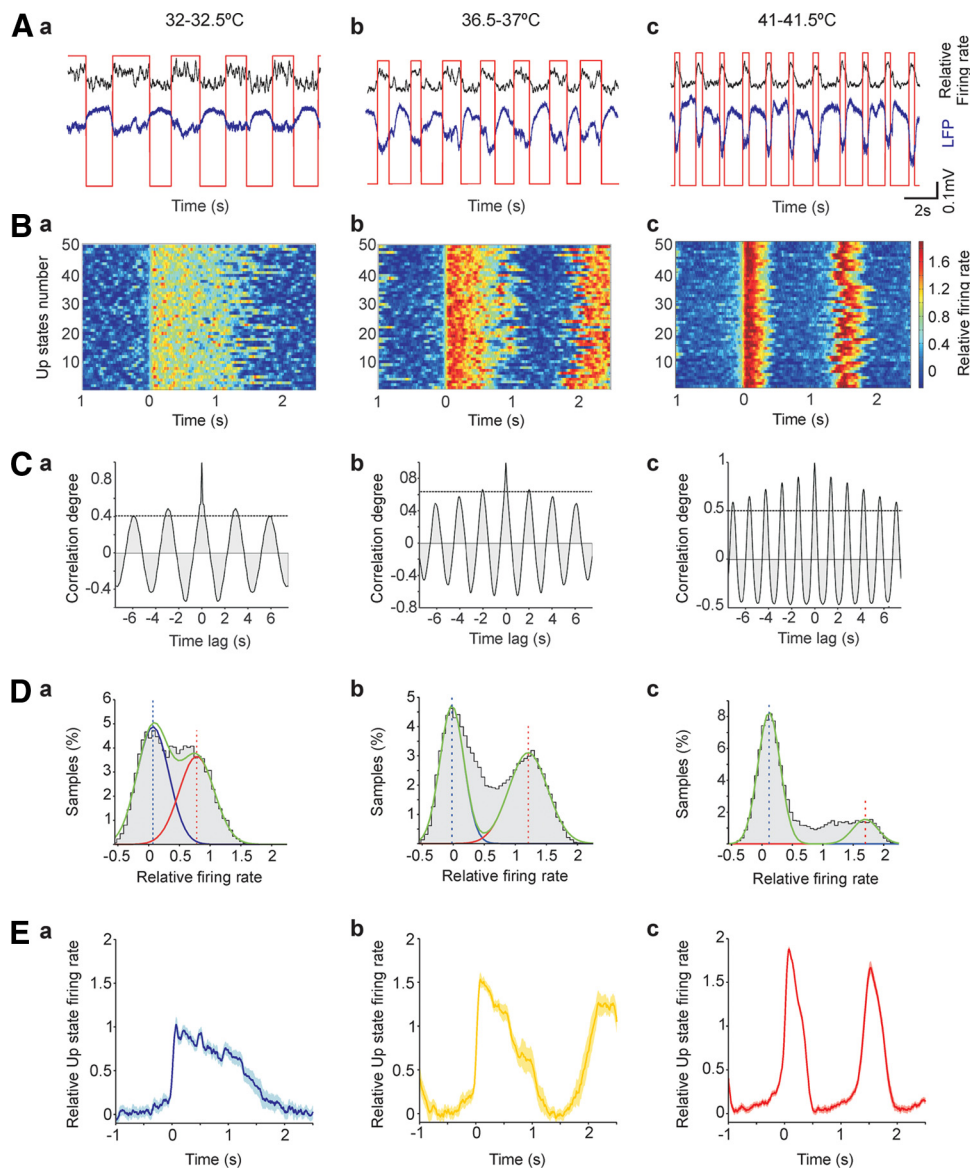 32-32.5ºC
36.5-37ºC
41-41.5ºC
A
a
b
c
Relative
Firing rate
LFP
0.1mV
2s
Time (s)
Time (s)
Time (s)
B
a
b
c
Up states number
50
40
30
20
10
1 0 1 2
Time (s)
50
40
30
20
10
1 0 1 2
Time (s)
50
40
30
20
10
1 0 1 2
Time (s)
1.6
1.2
0.8
0.4
0
Relative firing rate
C
a
b
c
Correlation degree
0.8
0.4
0
-0.4
-6 -4 -2 0 2 4 6
Time lag (s)
Correlation degree
08
0.4
0
-0.4
-0.8
-6 -4 -2 0 2 4 6
Time lag (s)
Correlation degree
1
0.5
0
-0.5
-6 -4 -2 0 2 4 6
Time lag (s)
D
a
b
c
Samples (%)
6
5
4
3
2
1
0
-0.5 0 0.5 1 1.5 2
Relative firing rate
Samples (%)
5
4
3
2
1
0
-0.5 0 0.5 1 1.5 2
Relative firing rate
Samples (%)
8
6
4
2
-0.5 0 0.5 1 1.5 2
Relative firing rate
E
a
b
c
Relative Up state firing rate
2
1.5
1
0.5
0
-1 0 1 2
Time (s)
Relative Up state firing rate
2
1.5
1
0.5
0
-1 0 1 2
Time (s)
Relative Up state firing rate
2
1.5
1
0.5
0
-1 0 1 2
Time (s)